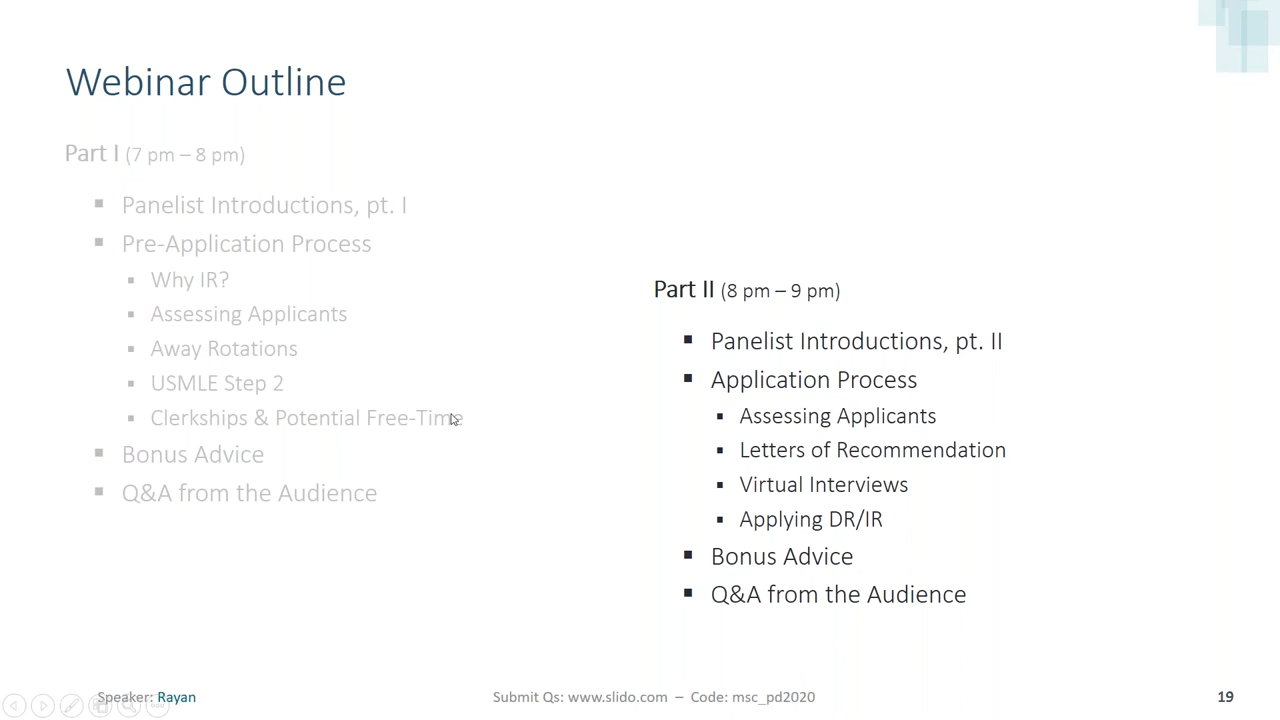 Webinar Outline
Part I (7 pm – 8 pm)
▪ Panelist Introductions, pt. I
▪ Pre-Application Process
▪ Why IR?
▪ Assessing Applicants
▪ Away Rotations
▪ USMLE Step 2
▪ Clerkships & Potential Free-Time
▪ Bonus Advice
▪ Q&A from the Audience
Part II (8 pm – 9 pm)
▪ Panelist Introductions, pt. II
▪ Application Process
▪ Assessing Applicants
▪ Letters of Recommendation
▪ Virtual Interviews
▪ Applying DR/IR
▪ Bonus Advice
▪ Q&A from the Audience
Speaker: Rayan
Submit Qs: www.slido.com – Code: msc_pd2020
19